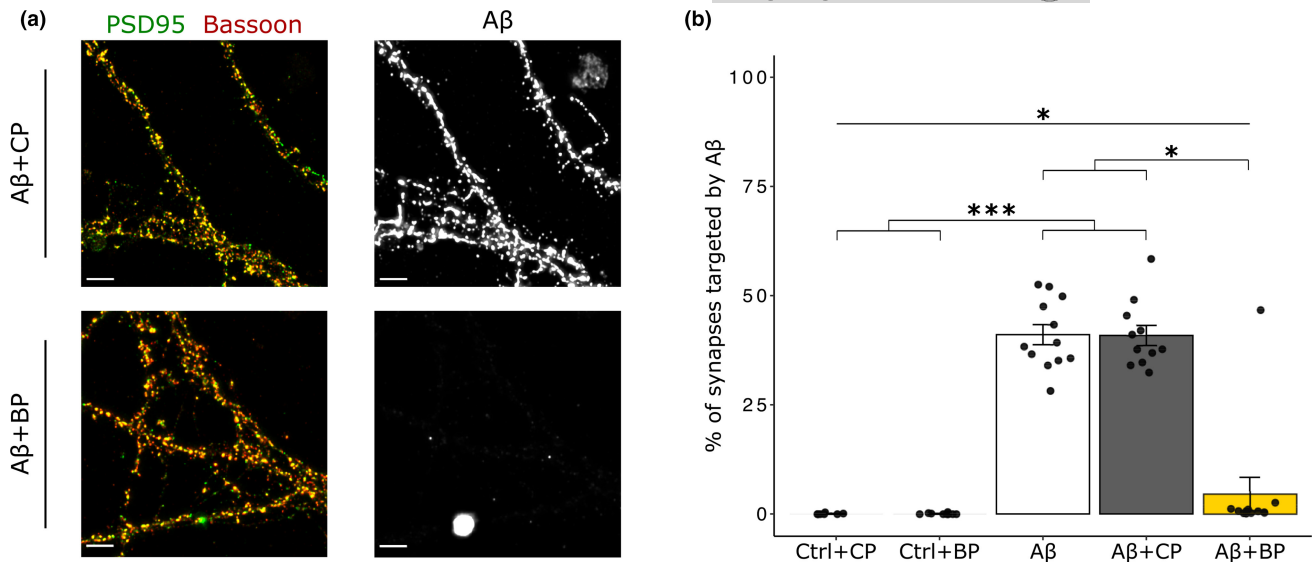 (a)
PSD95 Bassoon
Aβ
Aβ+CP
Aβ+BP
(b)
% of synapses targeted by Aβ
100
75
50
25
0
*
*
***
Ctrl+CP
Ctrl+BP
Aβ
Aβ+CP
Aβ+BP